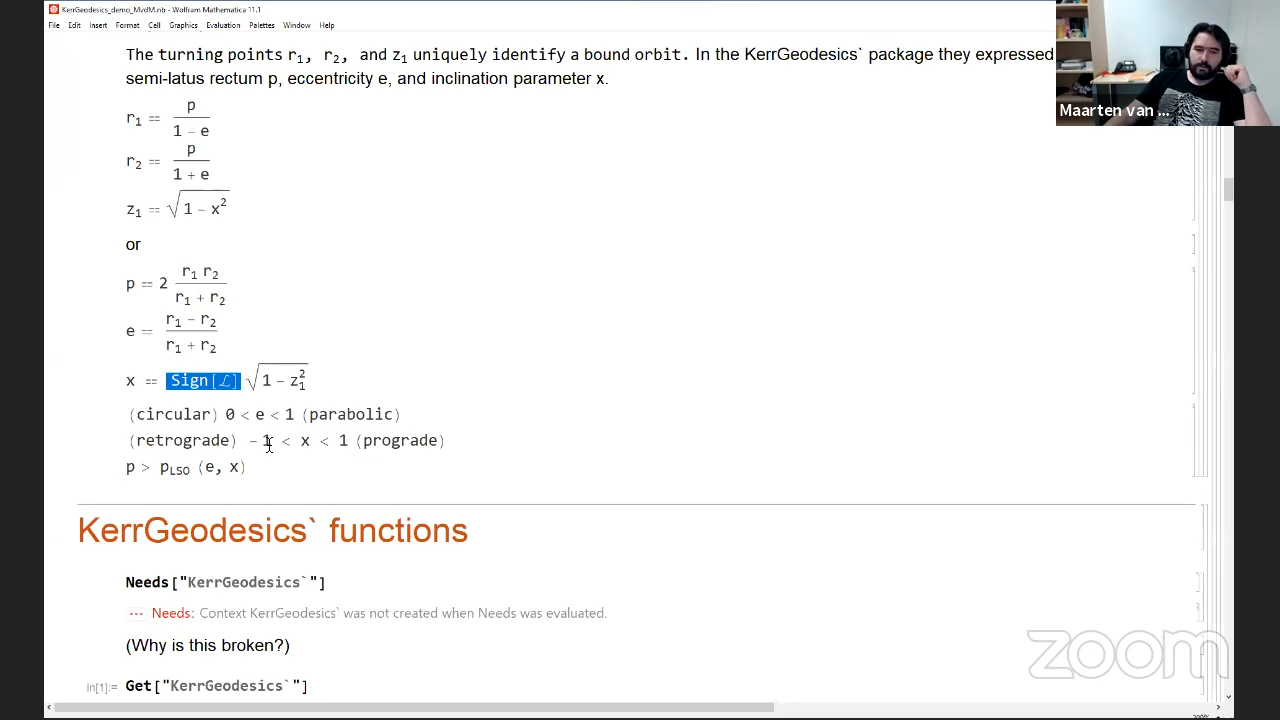 KerrGeodesics_demo_MvdM.nb - Wolfram Mathematica 11.1
File Edit Insert Format Cell Graphics Evaluation Palettes Window Help
The turning points r₁, r₂, and z₁ uniquely identify a bound orbit. In the KerrGeodesics` package they expressed
semi-latus rectum p, eccentricity e, and inclination parameter x.
r₁ == p / (1 - e)
r₂ == p / (1 + e)
z₁ == √(1 - x²)
or
p == 2 (r₁ r₂) / (r₁ + r₂)
e == (r₁ - r₂) / (r₁ + r₂)
x == Sign[ℒ] √(1 - z₁²)
(circular) 0 < e < 1 (parabolic)
(retrograde) -1 < x < 1 (prograde)
p > p_LSO (e, x)
KerrGeodesics` functions
Needs["KerrGeodesics`"]
... Needs: Context KerrGeodesics` was not created when Needs was evaluated.
(Why is this broken?)
In[1]:= Get["KerrGeodesics`"]
Maarten van ...
zoom
200%